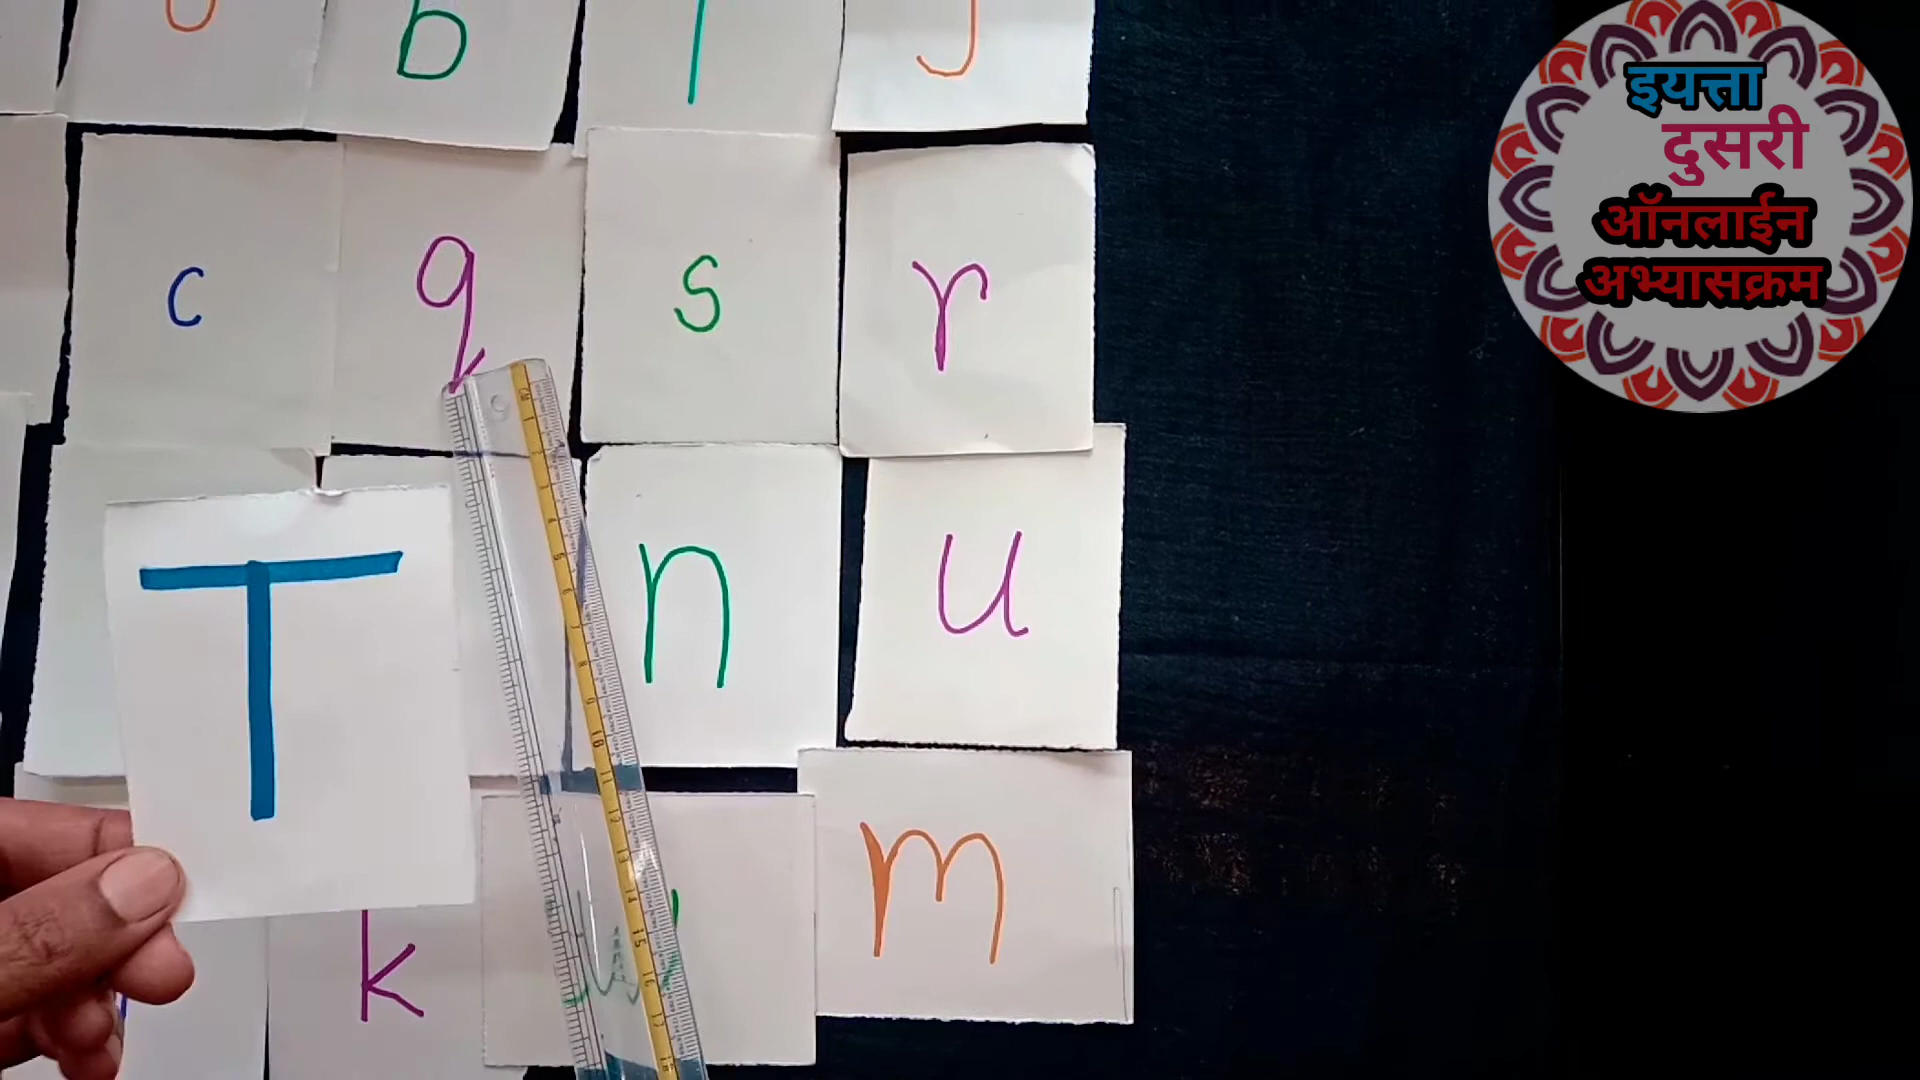 b
c q s r
n u
T
m
k
इयत्ता
दुसरी
ऑनलाईन
अभ्यासक्रम